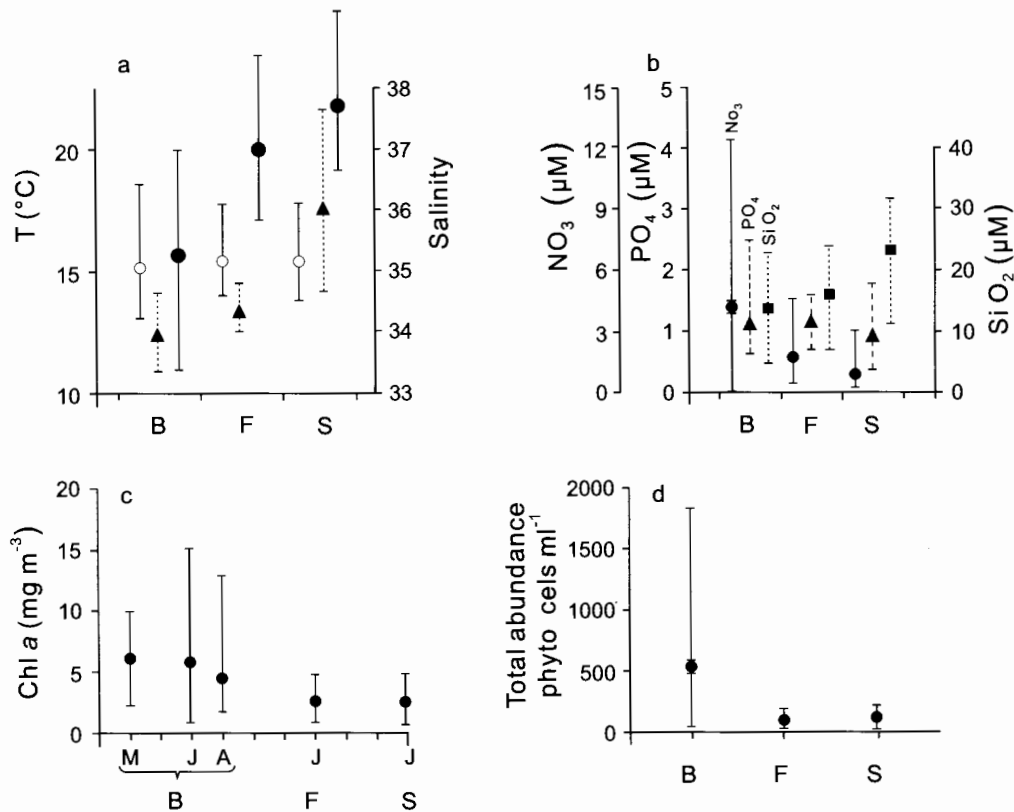 a
T (°C)
20
15
10
38
37
36
35
34
33
Salinity
B F S
b
NO₃ (µM)
15
12
9
6
3
0
PO₄ (µM)
5
4
3
2
1
0
No₃
PO₄
SiO₂
40
30
20
10
0
SiO₂ (µM)
B F S
c
Chl a (mg m⁻³)
20
15
10
5
0
M J A J J
B F S
d
Total abundance
phyto cels ml⁻¹
2000
1500
1000
500
0
B F S